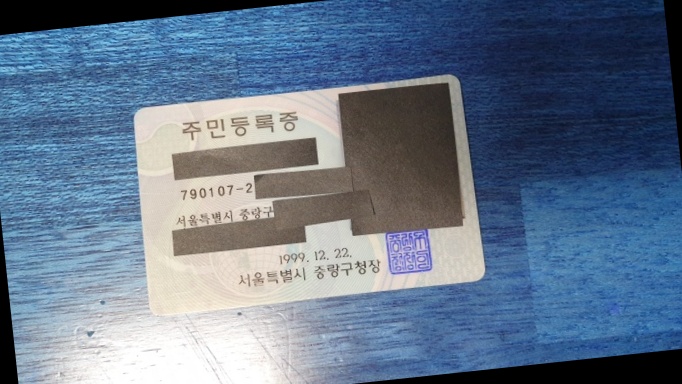 주민등록증
790107-2
서울특별시 중랑구
1999. 12. 22.
서울특별시 중랑구청장